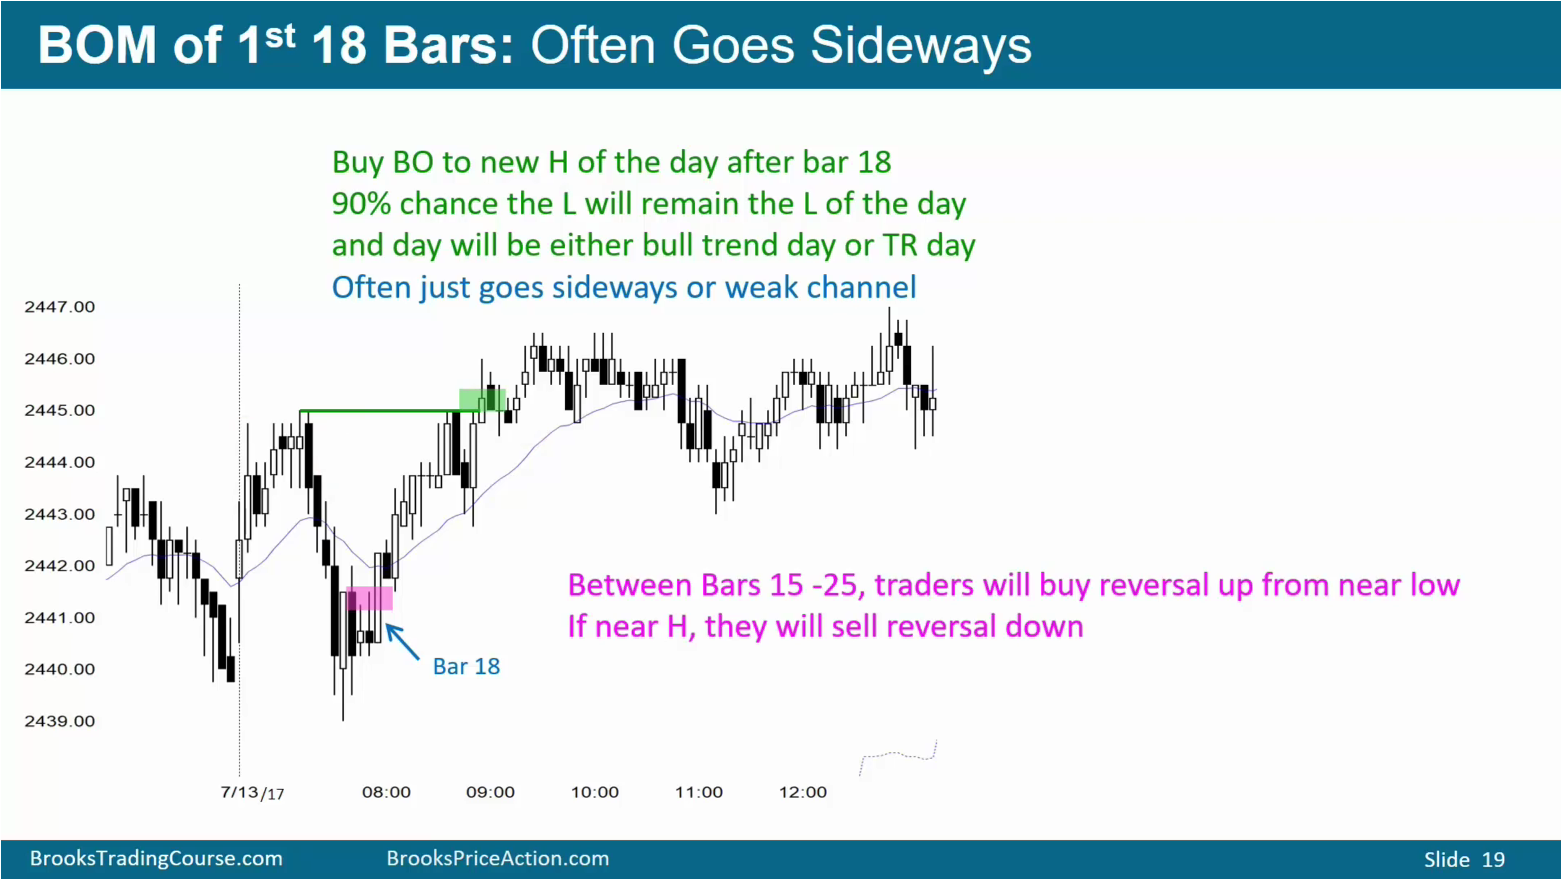 BOM of 1st 18 Bars: Often Goes Sideways
Buy BO to new H of the day after bar 18
90% chance the L will remain the L of the day
and day will be either bull trend day or TR day
Often just goes sideways or weak channel
2447.00
2446.00
2445.00
2444.00
2443.00
2442.00
2441.00
2440.00
2439.00
Between Bars 15 -25, traders will buy reversal up from near low
If near H, they will sell reversal down
Bar 18
7/13/17 08:00 09:00 10:00 11:00 12:00
BrooksTradingCourse.com BrooksPriceAction.com Slide 19